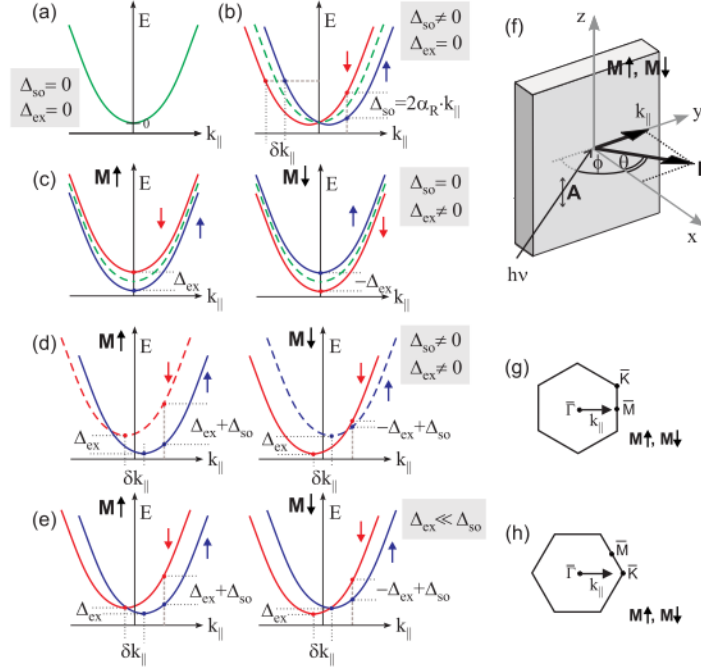 (a)
E
Δso = 0
Δex = 0
0
k||
(b)
E
Δso ≠ 0
Δex = 0
Δso=2αR·k||
δk||
k||
(c)
M↑
E
Δex
k||
M↓
E
Δso = 0
Δex ≠ 0
−Δex
k||
(d)
M↑
E
Δex
Δex+Δso
δk||
k||
M↓
E
Δso ≠ 0
Δex ≠ 0
Δex
−Δex+Δso
δk||
k||
(e)
M↑
E
Δex
Δex+Δso
δk||
k||
M↓
E
Δex ≪ Δso
Δex
−Δex+Δso
δk||
k||
(f)
z
M↑, M↓
k||
y
ϕ
θ
A
x
hν
(g)
K̅
Γ̅
M̅
k||
M↑, M↓
(h)
M̅
Γ̅
K̅
k||
M↑, M↓